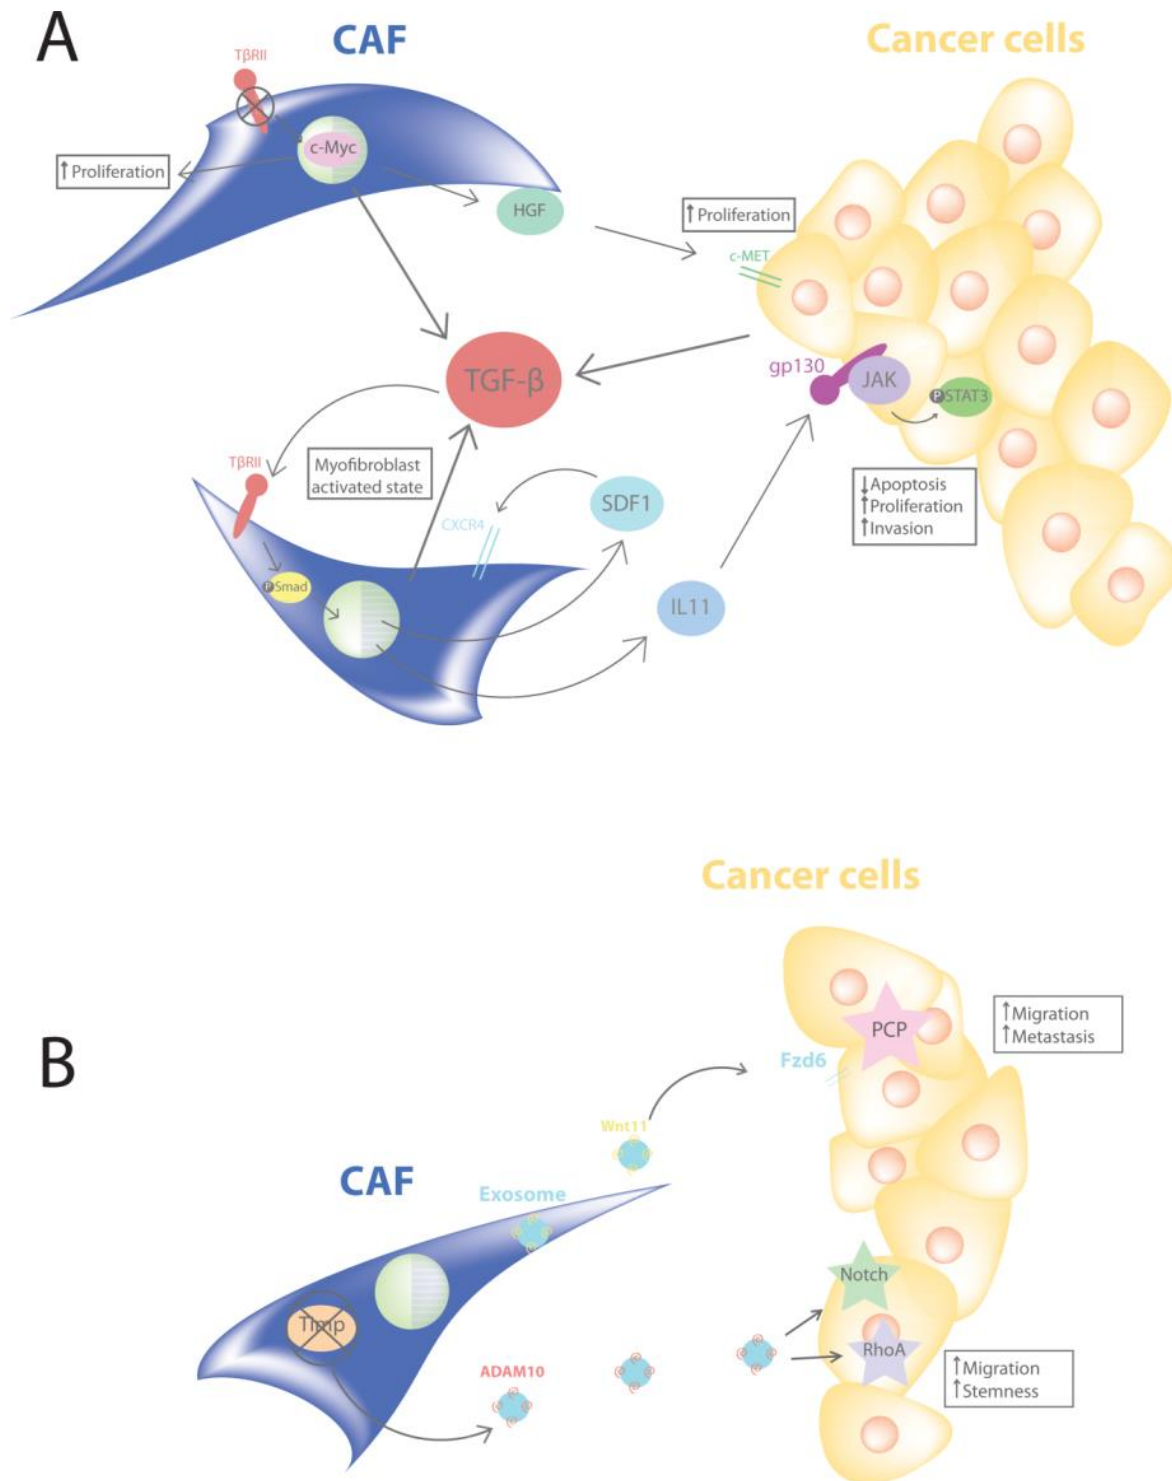 A
CAF
Cancer cells
TβRII
c-Myc
↑ Proliferation
HGF
↑ Proliferation
c-MET
TGF-β
gp130
JAK
P STAT3
TβRII
Myofibroblast
activated state
CXCR4
SDF1
↓ Apoptosis
↑ Proliferation
↑ Invasion
P Smad
IL11
Cancer cells
B
PCP
↑ Migration
↑ Metastasis
Fzd6
Wnt11
CAF
Exosome
Notch
Timp
RhoA
ADAM10
↑ Migration
↑ Stemness